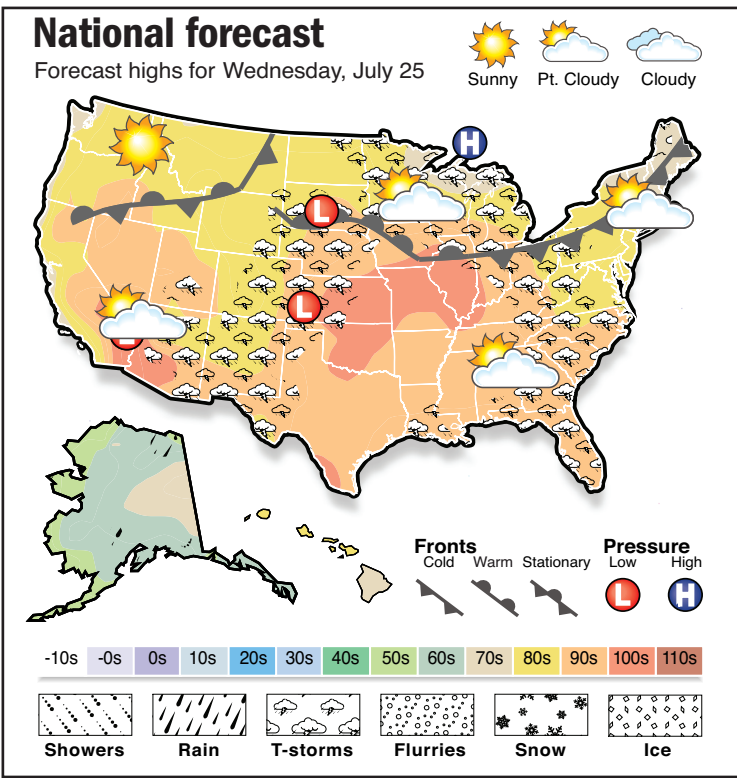 National forecast
Forecast highs for Wednesday, July 25
Sunny Pt. Cloudy Cloudy
H
L
L
L
Fronts Pressure
Cold Warm Stationary Low High
L H
-10s -0s 0s 10s 20s 30s 40s 50s 60s 70s 80s 90s 100s 110s
Showers Rain T-storms Flurries Snow Ice